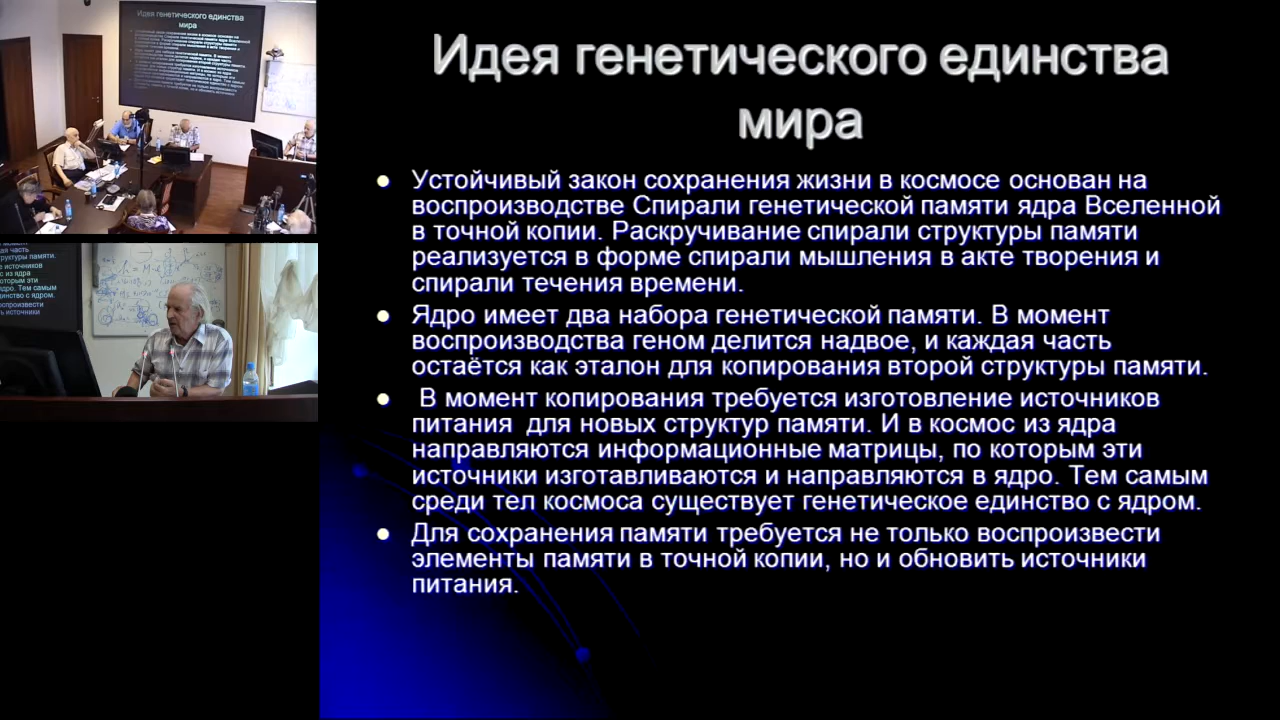 Идея генетического единства
мира
Устойчивый закон сохранения жизни в космосе основан на
воспроизводстве Спирали генетической памяти ядра Вселенной
в точной копии. Раскручивание спирали структуры памяти
реализуется в форме спирали мышления в акте творения и
спирали течения времени.
Ядро имеет два набора генетической памяти. В момент
воспроизводства геном делится надвое, и каждая часть
остаётся как эталон для копирования второй структуры памяти.
В момент копирования требуется изготовление источников
питания для новых структур памяти. И в космос из ядра
направляются информационные матрицы, по которым эти
источники изготавливаются и направляются в ядро. Тем самым
среди тел космоса существует генетическое единство с ядром.
Для сохранения памяти требуется не только воспроизвести
элементы памяти в точной копии, но и обновить источники
питания.
Идея генетического единства
мира